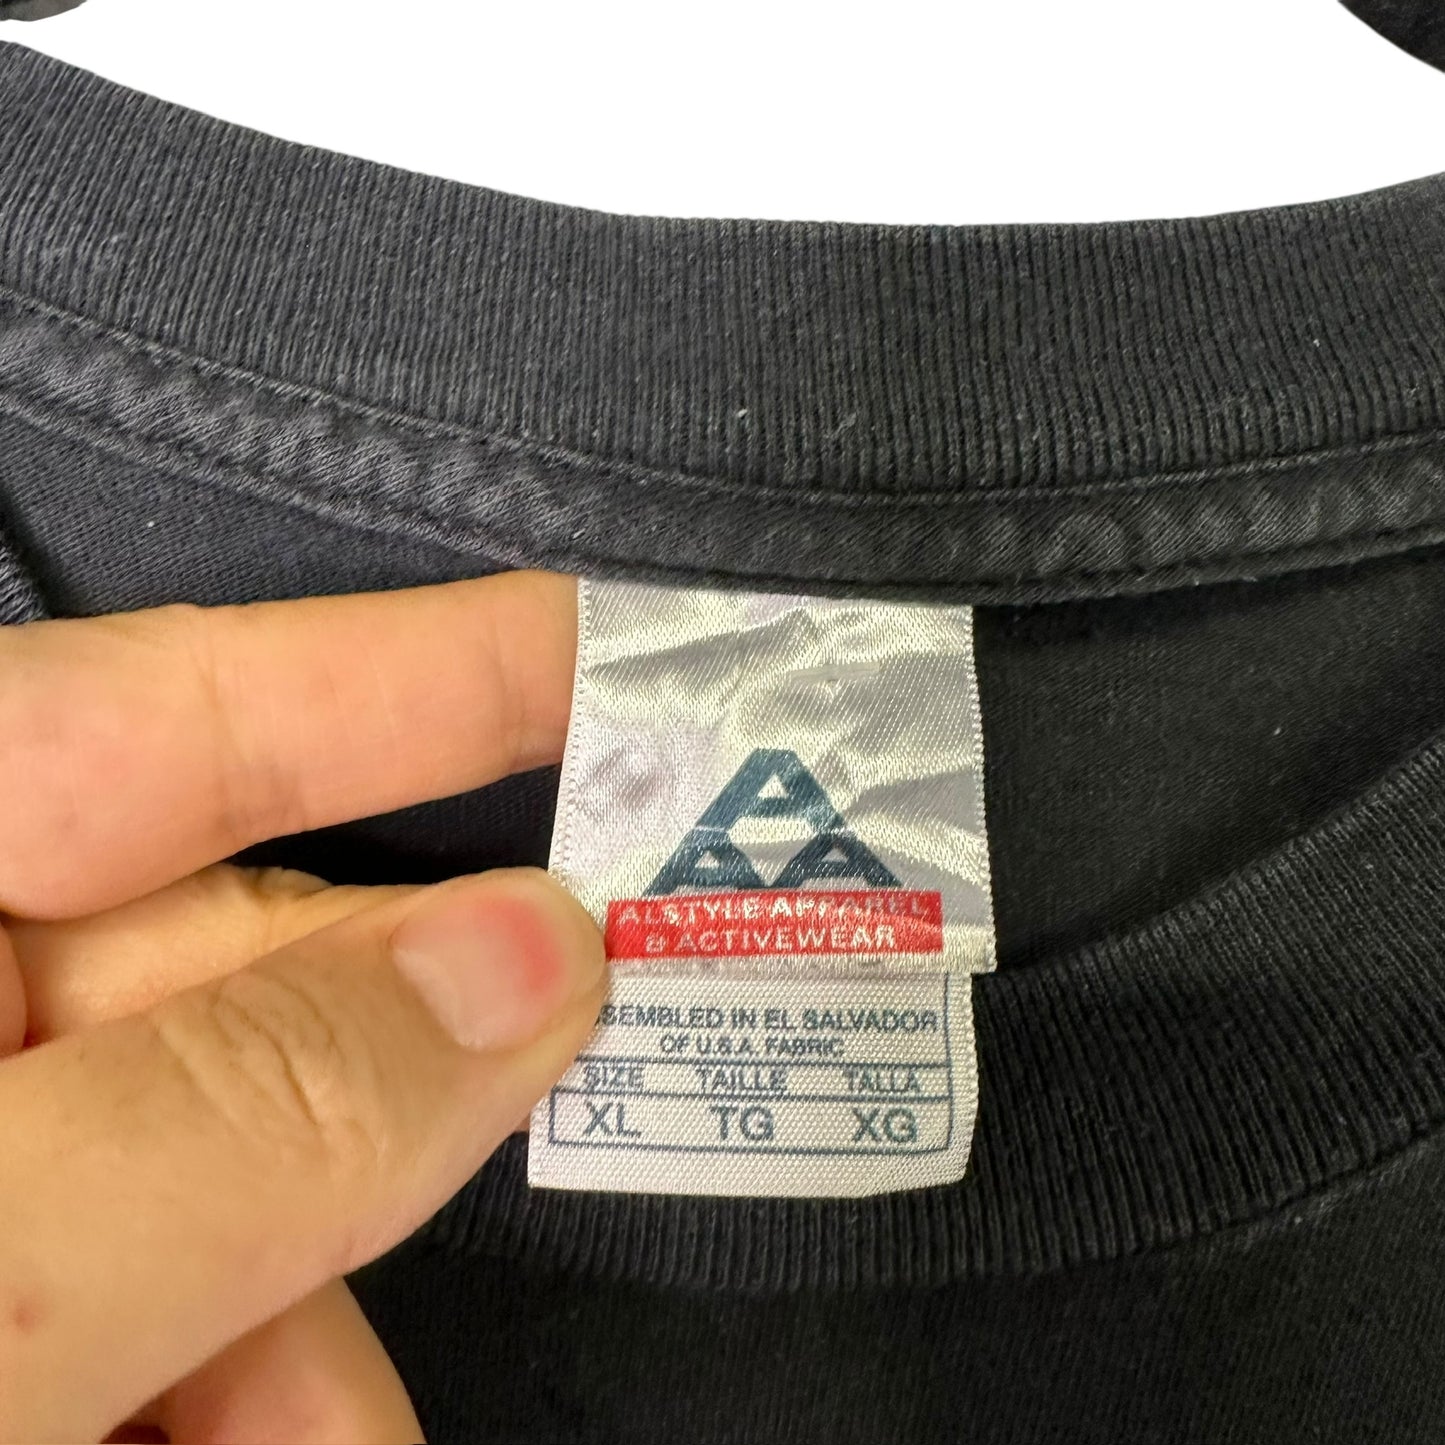 A
A A
ALSTYLE APPAREL
& ACTIVEWEAR
SEMBLED IN EL SALVADOR
OF U.S.A. FABRIC
SIZE TAILLE TALLA
XL TG XG